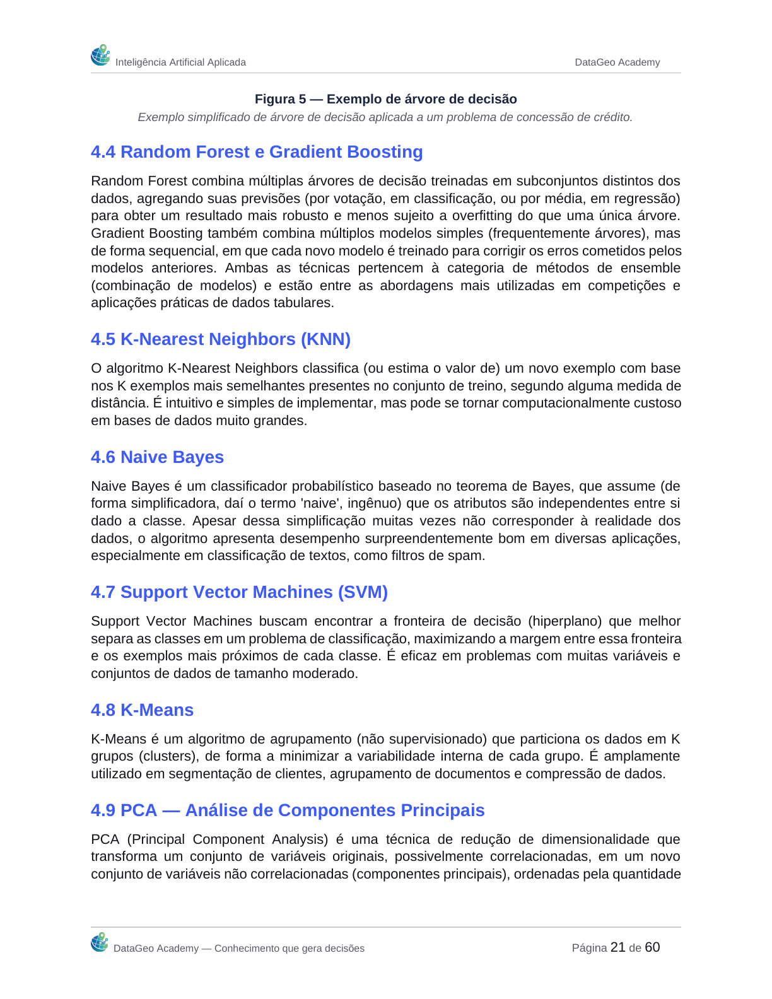 Inteligência Artificial Aplicada
DataGeo Academy
Figura 5 — Exemplo de árvore de decisão
Exemplo simplificado de árvore de decisão aplicada a um problema de concessão de crédito.
4.4 Random Forest e Gradient Boosting
Random Forest combina múltiplas árvores de decisão treinadas em subconjuntos distintos dos
dados, agregando suas previsões (por votação, em classificação, ou por média, em regressão)
para obter um resultado mais robusto e menos sujeito a overfitting do que uma única árvore.
Gradient Boosting também combina múltiplos modelos simples (frequentemente árvores), mas
de forma sequencial, em que cada novo modelo é treinado para corrigir os erros cometidos pelos
modelos anteriores. Ambas as técnicas pertencem à categoria de métodos de ensemble
(combinação de modelos) e estão entre as abordagens mais utilizadas em competições e
aplicações práticas de dados tabulares.
4.5 K-Nearest Neighbors (KNN)
O algoritmo K-Nearest Neighbors classifica (ou estima o valor de) um novo exemplo com base
nos K exemplos mais semelhantes presentes no conjunto de treino, segundo alguma medida de
distância. É intuitivo e simples de implementar, mas pode se tornar computacionalmente custoso
em bases de dados muito grandes.
4.6 Naive Bayes
Naive Bayes é um classificador probabilístico baseado no teorema de Bayes, que assume (de
forma simplificadora, daí o termo 'naive', ingênuo) que os atributos são independentes entre si
dado a classe. Apesar dessa simplificação muitas vezes não corresponder à realidade dos
dados, o algoritmo apresenta desempenho surpreendentemente bom em diversas aplicações,
especialmente em classificação de textos, como filtros de spam.
4.7 Support Vector Machines (SVM)
Support Vector Machines buscam encontrar a fronteira de decisão (hiperplano) que melhor
separa as classes em um problema de classificação, maximizando a margem entre essa fronteira
e os exemplos mais próximos de cada classe. É eficaz em problemas com muitas variáveis e
conjuntos de dados de tamanho moderado.
4.8 K-Means
K-Means é um algoritmo de agrupamento (não supervisionado) que particiona os dados em K
grupos (clusters), de forma a minimizar a variabilidade interna de cada grupo. É amplamente
utilizado em segmentação de clientes, agrupamento de documentos e compressão de dados.
4.9 PCA — Análise de Componentes Principais
PCA (Principal Component Analysis) é uma técnica de redução de dimensionalidade que
transforma um conjunto de variáveis originais, possivelmente correlacionadas, em um novo
conjunto de variáveis não correlacionadas (componentes principais), ordenadas pela quantidade
DataGeo Academy — Conhecimento que gera decisões
Página 21 de 60